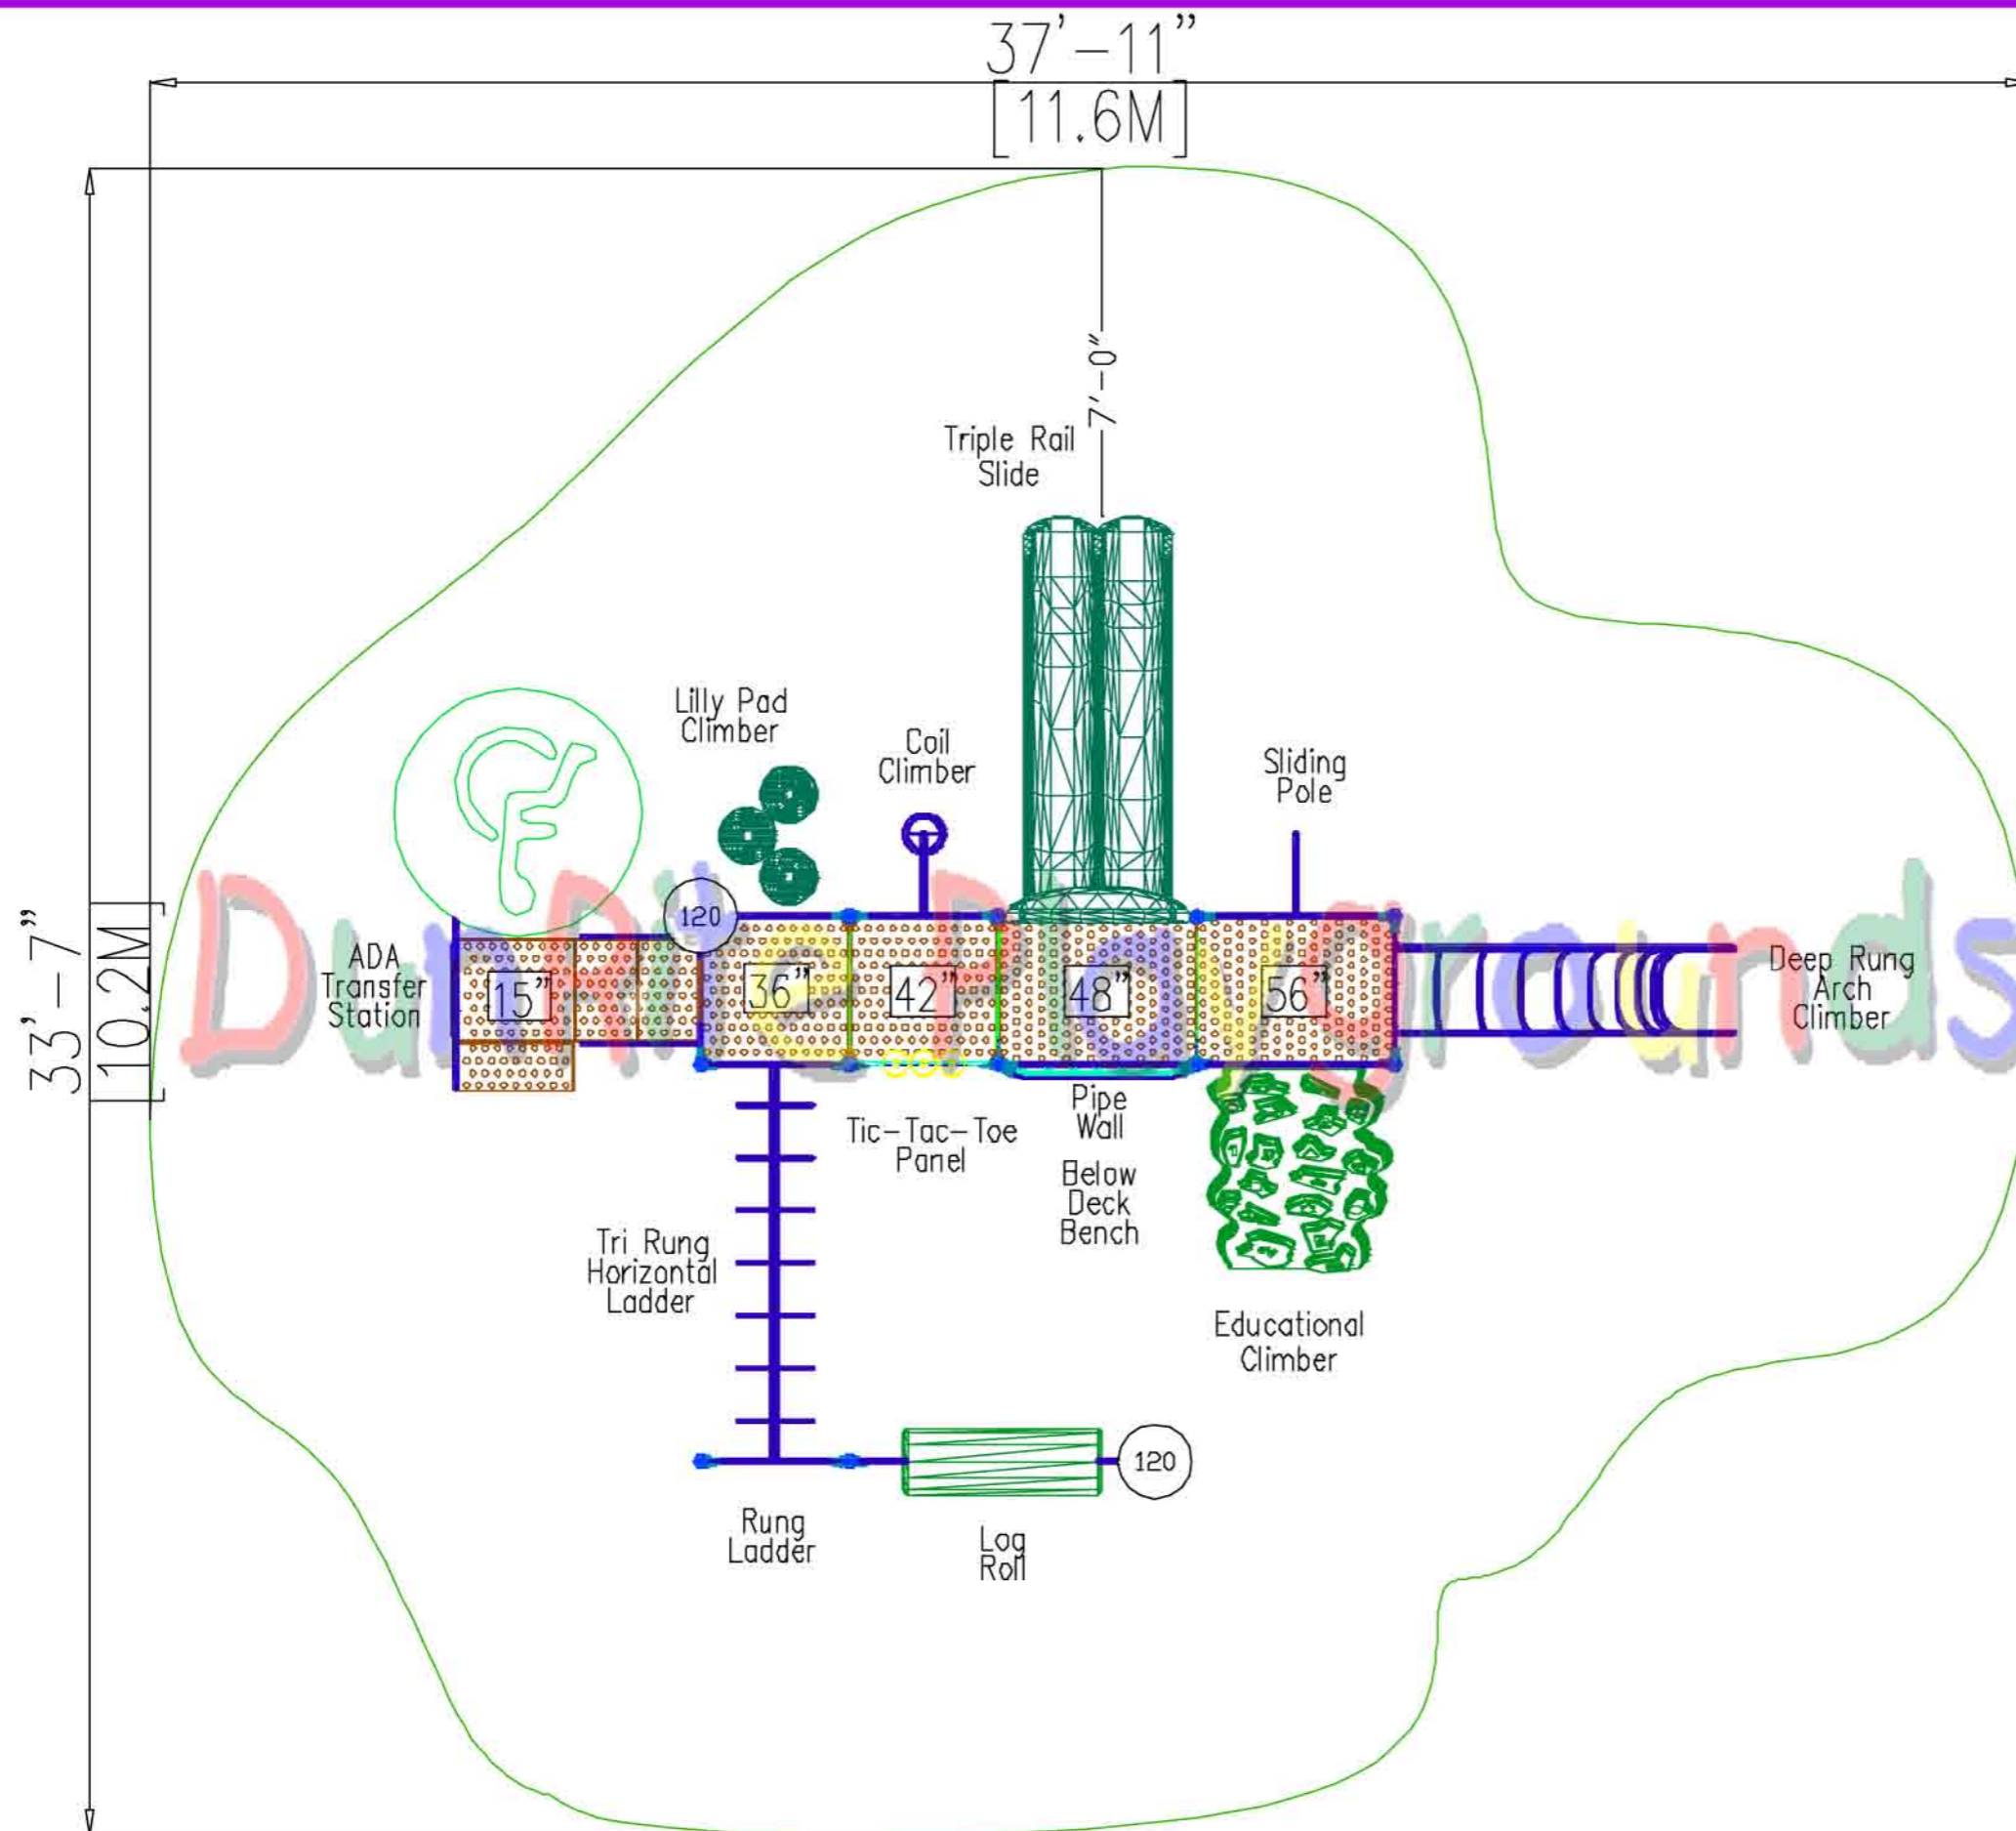 37'-11"
[11.6M]
7'-0"
Triple Rail
Slide
Lilly Pad
Climber
Coil
Climber
Sliding
Pole
33'-7"
[10.2M]
120
ADA
Transfer
Station
15"
36"
42"
48"
56"
Deep Rung
Arch
Climber
DunRite Playgrounds
Tic-Tac-Toe
Panel
Pipe
Wall
Below
Deck
Bench
Tri Rung
Horizontal
Ladder
Educational
Climber
120
Rung
Ladder
Log
Roll